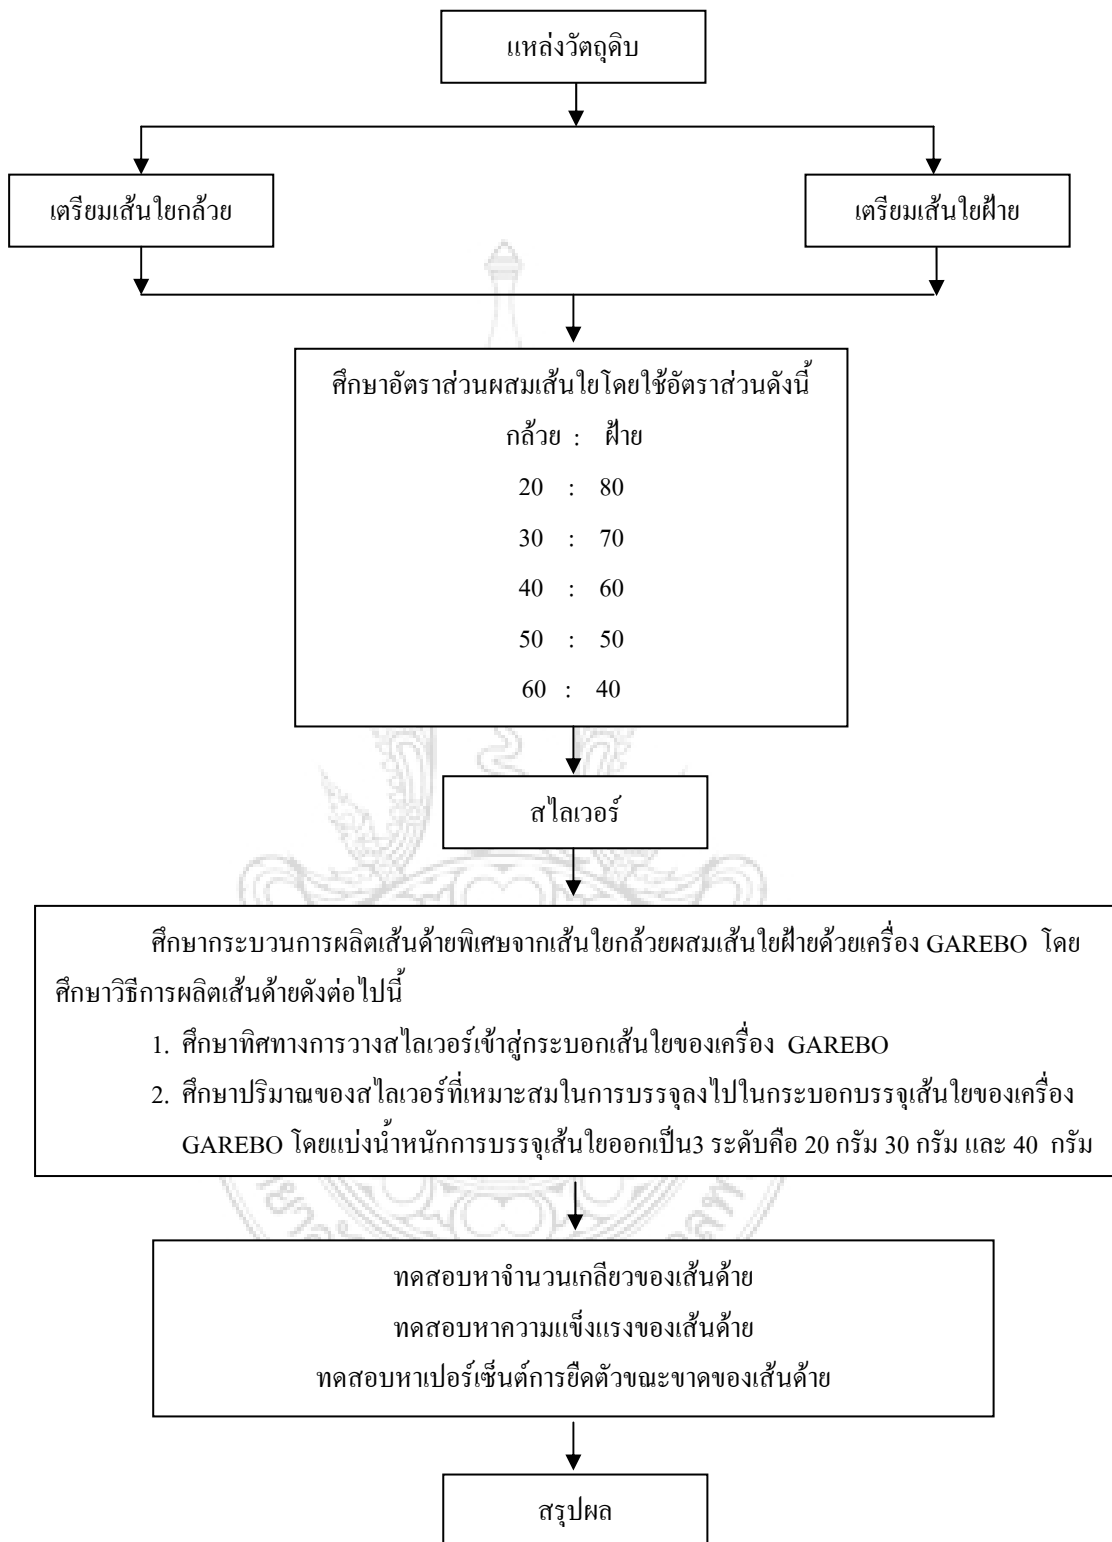 แหล่งวัตถุดิบ
เตรียมเส้นใยกล้วย
เตรียมเส้นใยฝ้าย
ศึกษาอัตราส่วนผสมเส้นใยโดยใช้อัตราส่วนดังนี้
กล้วย : ฝ้าย
20 : 80
30 : 70
40 : 60
50 : 50
60 : 40
สไลเวอร์
ศึกษากระบวนการผลิตเส้นด้ายพิเศษจากเส้นใยกล้วยผสมเส้นใยฝ้ายด้วยเครื่อง GAREBO โดย
ศึกษาวิธีการผลิตเส้นด้ายดังต่อไปนี้
1. ศึกษาทิศทางการวางสไลเวอร์เข้าสู่กระบอกเส้นใยของเครื่อง GAREBO
2. ศึกษาปริมาณของสไลเวอร์ที่เหมาะสมในการบรรจุลงไปในกระบอกบรรจุเส้นใยของเครื่อง
GAREBO โดยแบ่งน้ำหนักการบรรจุเส้นใยออกเป็น3 ระดับคือ 20 กรัม 30 กรัม และ 40 กรัม
ทดสอบหาจำนวนเกลียวของเส้นด้าย
ทดสอบหาความแข็งแรงของเส้นด้าย
ทดสอบหาเปอร์เซ็นต์การยืดตัวขณะขาดของเส้นด้าย
สรุปผล